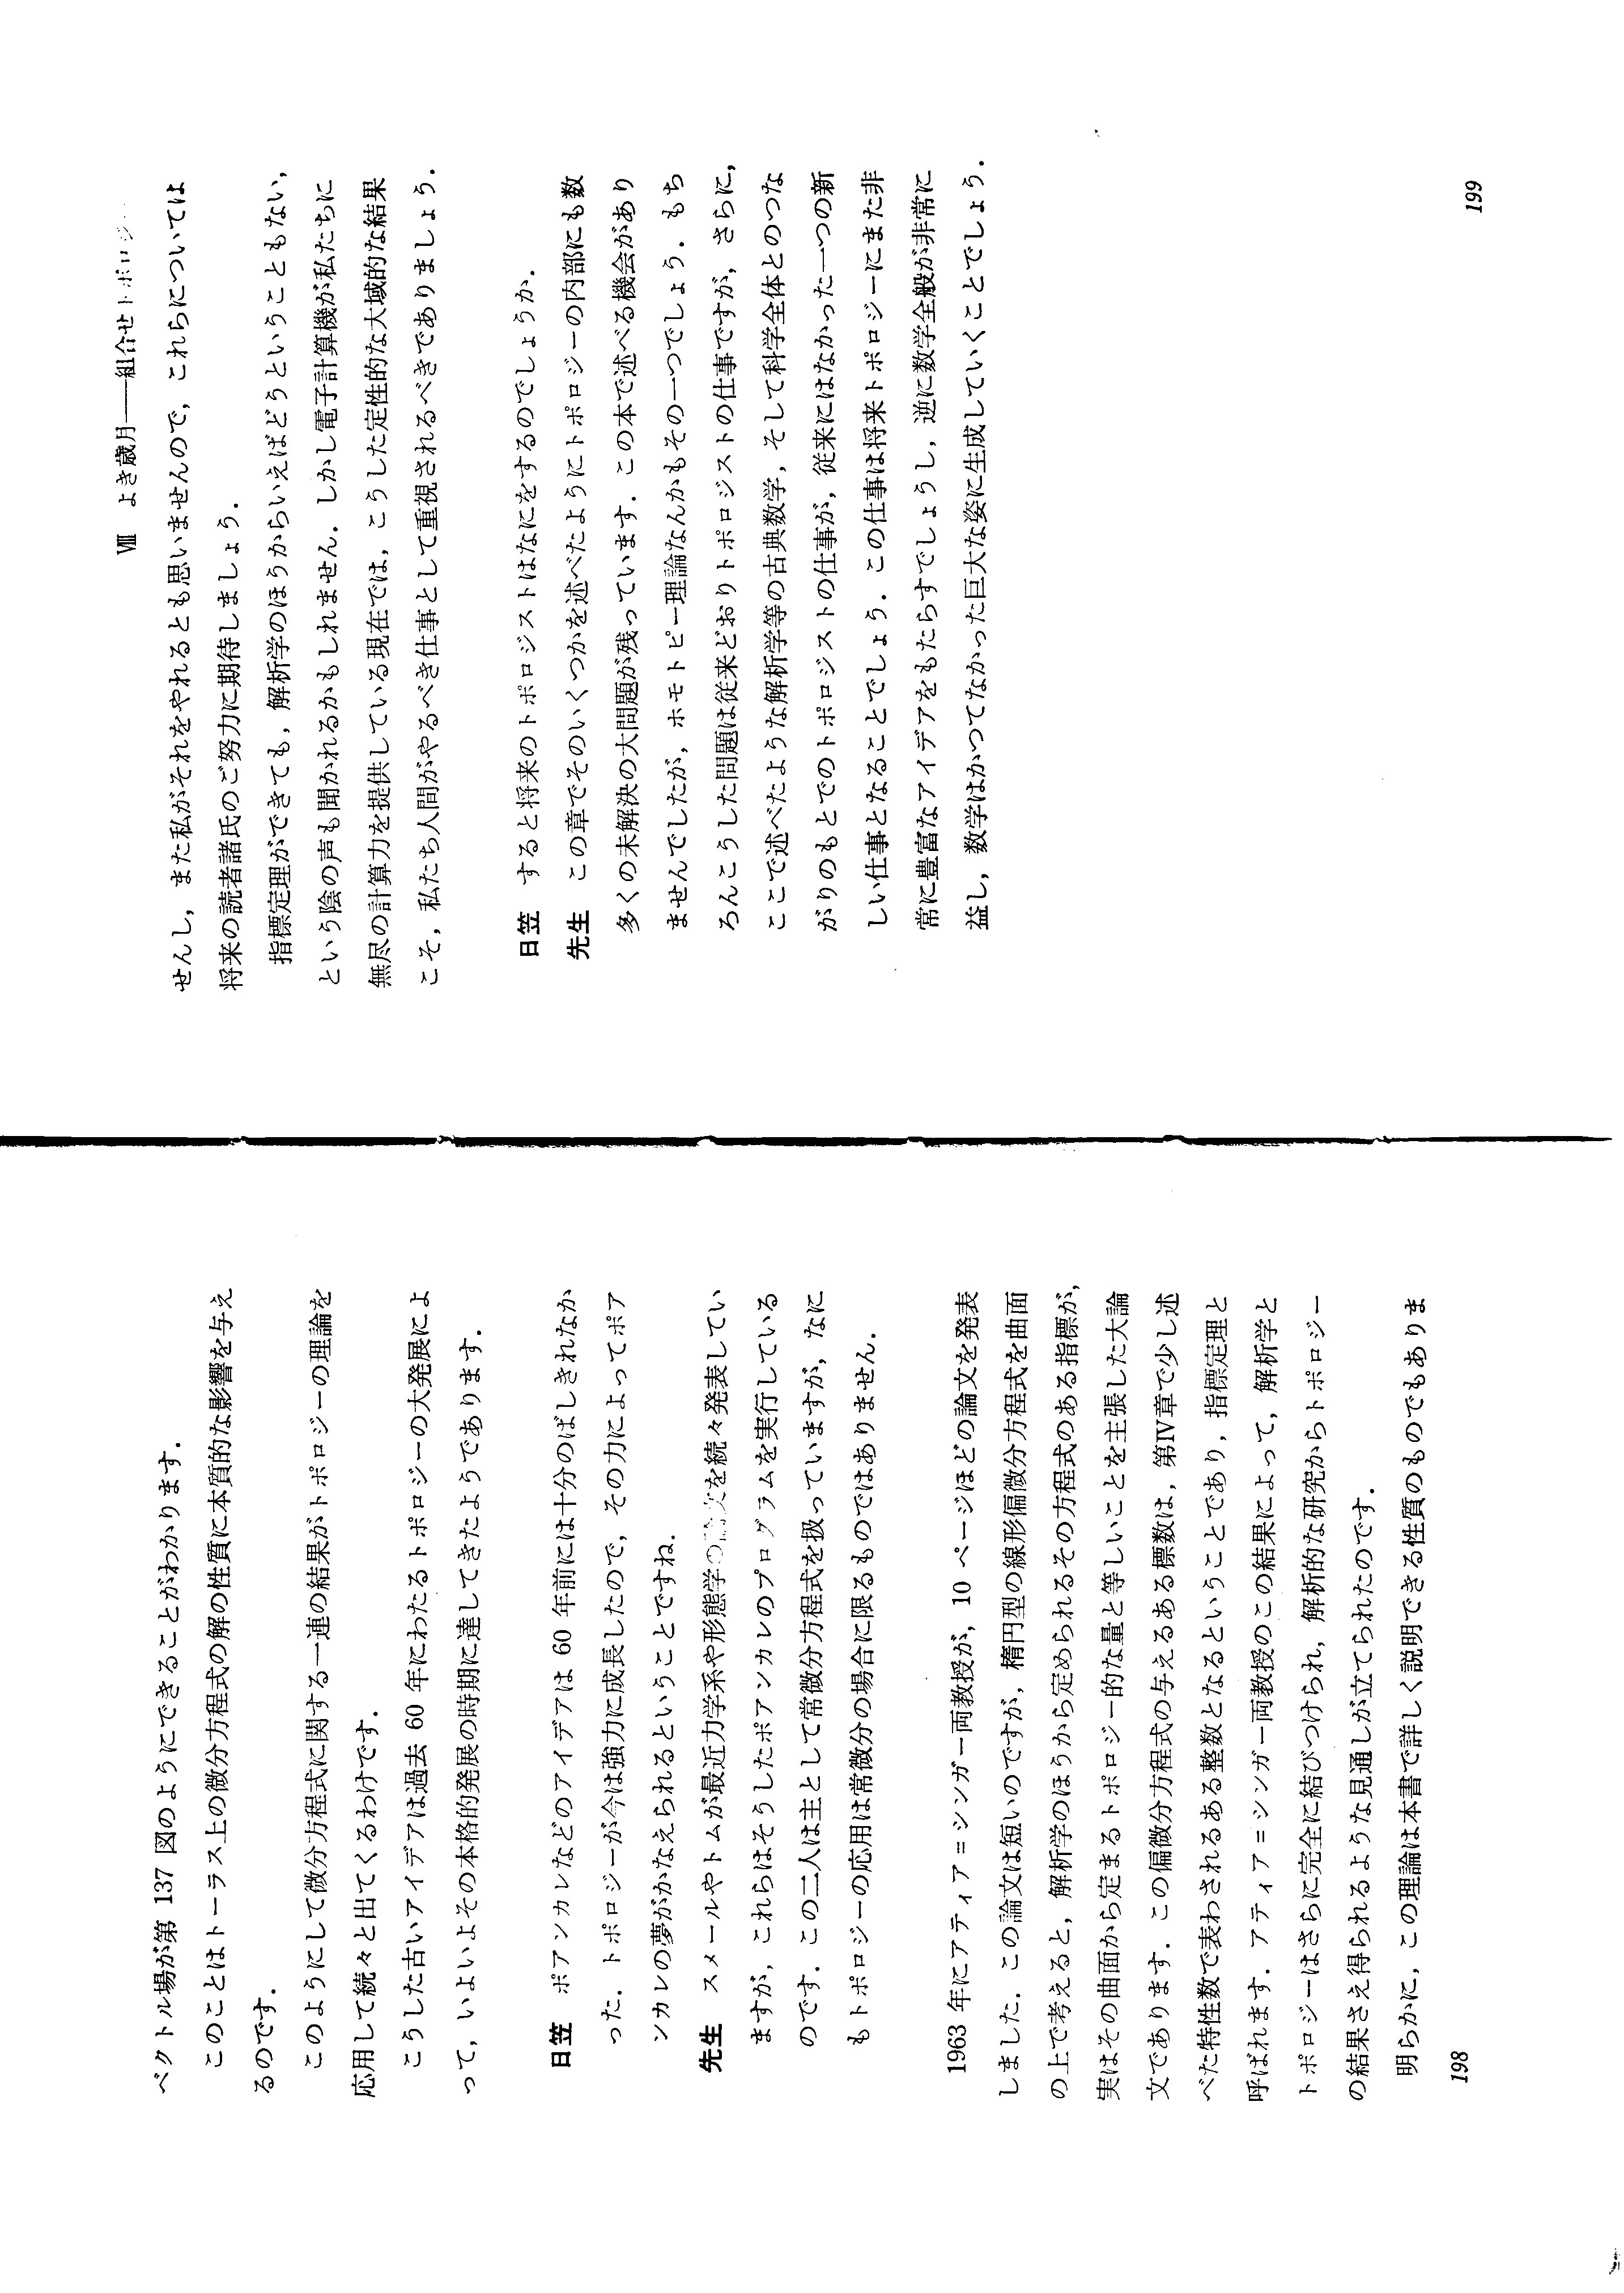 ベクトル場が第 137 図のようにできることがわかります．
このことはトーラス上の微分方程式の解の性質に本質的な影響を与え
るのです．
このようにして微分方程式に関する一連の結果がトポロジーの理論を
応用して続々と出てくるわけです．
こうした古いアイデアは過去 60 年にわたるトポロジーの大発展によ
って，いよいよその本格的発展の時期に達してきたようであります．
日笠　ポアンカレなどのアイデアは 60 年前には十分のばしきれなか
った．トポロジーが今は強力に成長したので，その力によってポア
ンカレの夢がかなえられるということですね．
先生　スメールやトムが最近力学系や形態学の論文を続々発表してい
ますが，これらはそうしたポアンカレのプログラムを実行している
のです．この二人は主として常微分方程式を扱っていますが，なに
もトポロジーの応用は常微分の場合に限るものではありません．
1963 年にアティア＝シンガー両教授が，10 ページほどの論文を発表
しました．この論文は短いのですが，楕円型の線形偏微分方程式を曲面
の上で考えると，解析学のほうから定められるその方程式のある指標が，
実はその曲面から定まるトポロジー的な量と等しいことを主張した大論
文であります．この偏微分方程式の与えるある標数は，第Ⅳ章で少し述
べた特性数で表わされるある整数となるということであり，指標定理と
呼ばれます．アティア＝シンガー両教授のこの結果によって，解析学と
トポロジーはさらに完全に結びつけられ，解析的な研究からトポロジー
の結果さえ得られるような見通しが立てられたのです．
明らかに，この理論は本書で詳しく説明できる性質のものでもありま
198
Ⅷ　よき歳月——組合せトポロジー
せんし，また私がそれをやれるとも思いませんので，これらについては
将来の読者諸氏のご努力に期待しましょう．
指標定理ができても，解析学のほうからいえばどうということもない，
という陰の声も聞かれるかもしれません．しかし電子計算機が私たちに
無尽の計算力を提供している現在では，こうした定性的な大域的な結果
こそ，私たち人間がやるべき仕事として重視されるべきでありましょう．
日笠　すると将来のトポロジストはなにをするのでしょうか．
先生　この章でそのいくつかを述べたようにトポロジーの内部にも数
多くの未解決の大問題が残っています．この本で述べる機会があり
ませんでしたが，ホモトピー理論なんかもその一つでしょう．もち
ろんこうした問題は従来どおりトポロジストの仕事ですが，さらに，
ここで述べたような解析学等の古典数学，そして科学全体とのつな
がりのもとでのトポロジストの仕事が，従来にはなかった一つの新
しい仕事となることでしょう．この仕事は将来トポロジーにまた非
常に豊富なアイデアをもたらすでしょうし，逆に数学全般が非常に
益し，数学はかつてなかった巨大な姿に生成していくことでしょう．
199